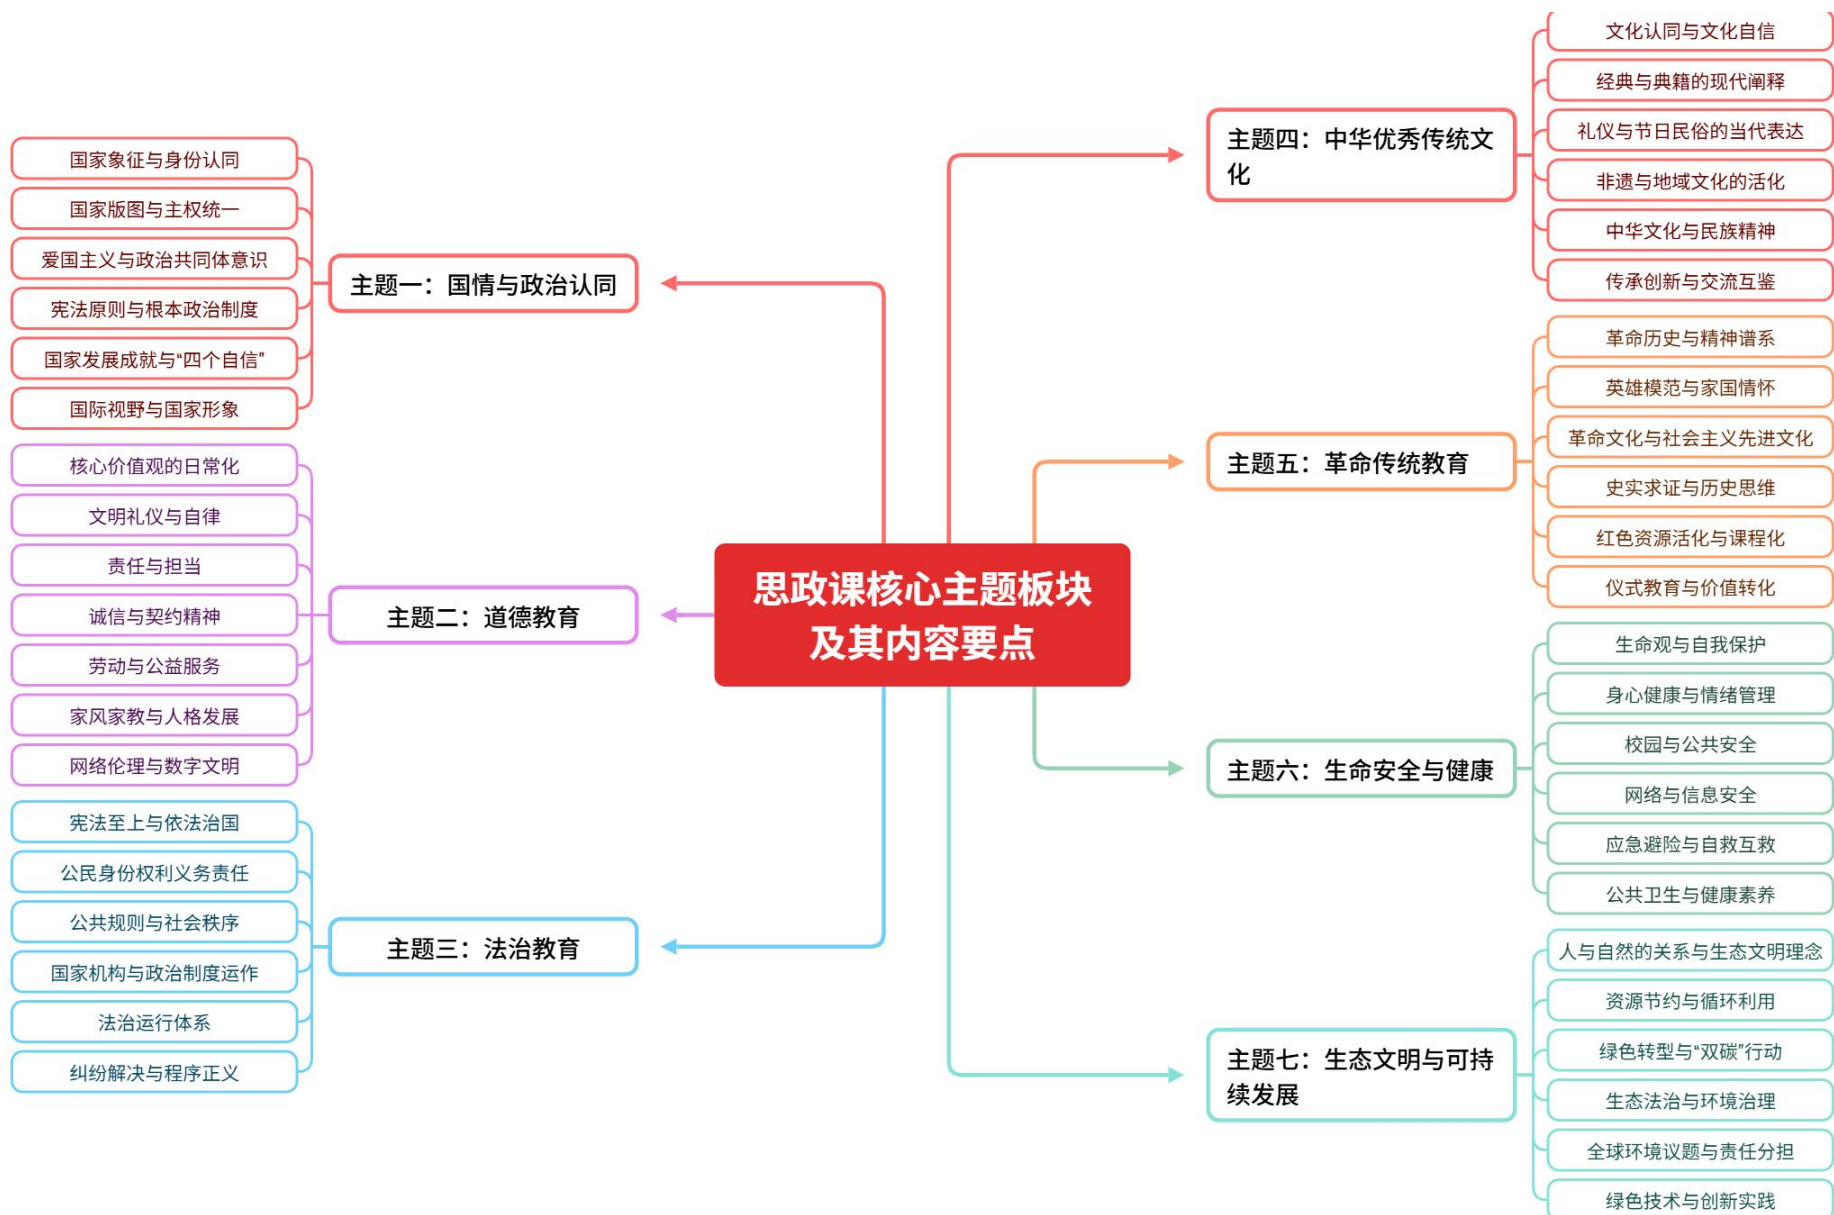 思政课核心主题板块
及其内容要点
主题一：国情与政治认同
国家象征与身份认同
国家版图与主权统一
爱国主义与政治共同体意识
宪法原则与根本政治制度
国家发展成就与“四个自信”
国际视野与国家形象
主题二：道德教育
核心价值观的日常化
文明礼仪与自律
责任与担当
诚信与契约精神
劳动与公益服务
家风家教与人格发展
网络伦理与数字文明
主题三：法治教育
宪法至上与依法治国
公民身份权利义务责任
公共规则与社会秩序
国家机构与政治制度运作
法治运行体系
纠纷解决与程序正义
主题四：中华优秀传统文
化
文化认同与文化自信
经典与典籍的现代阐释
礼仪与节日民俗的当代表达
非遗与地域文化的活化
中华文化与民族精神
传承创新与交流互鉴
主题五：革命传统教育
革命历史与精神谱系
英雄模范与家国情怀
革命文化与社会主义先进文化
史实求证与历史思维
红色资源活化与课程化
仪式教育与价值转化
主题六：生命安全与健康
生命观与自我保护
身心健康与情绪管理
校园与公共安全
网络与信息安全
应急避险与自救互救
公共卫生与健康素养
主题七：生态文明与可持
续发展
人与自然的关系与生态文明理念
资源节约与循环利用
绿色转型与“双碳”行动
生态法治与环境治理
全球环境议题与责任分担
绿色技术与创新实践